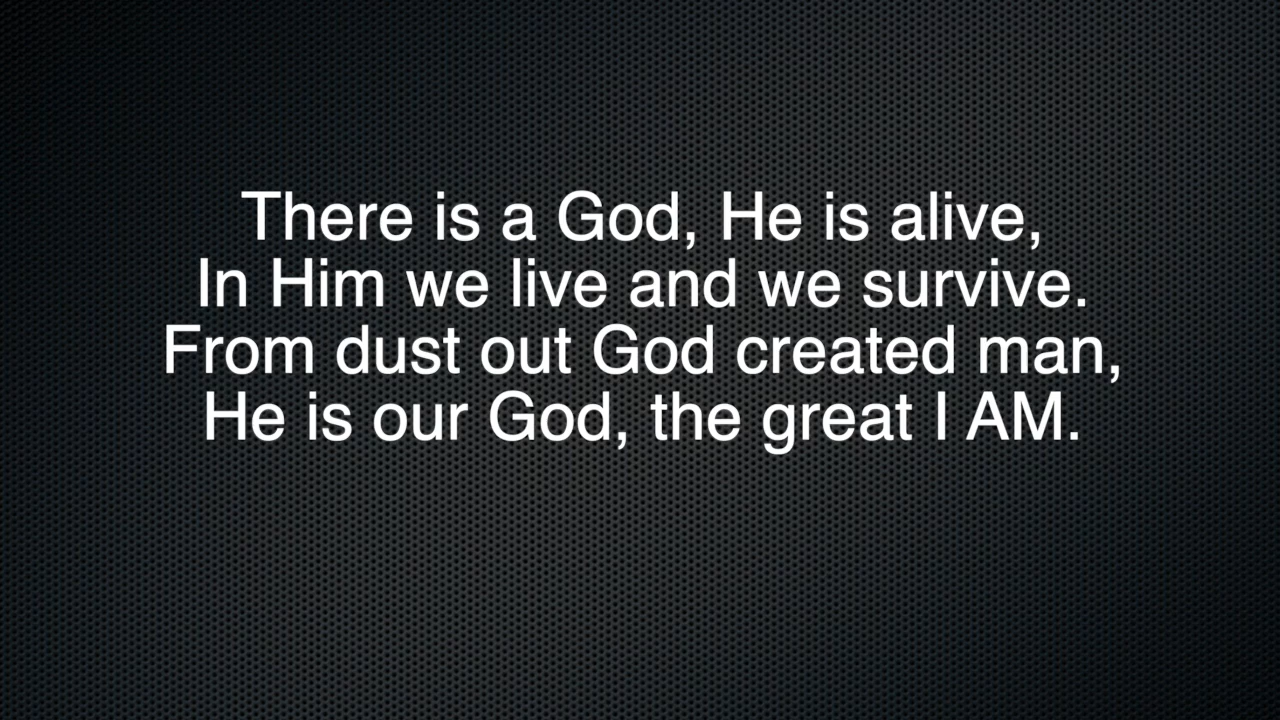 There is a God, He is alive,
In Him we live and we survive.
From dust out God created man,
He is our God, the great I AM.